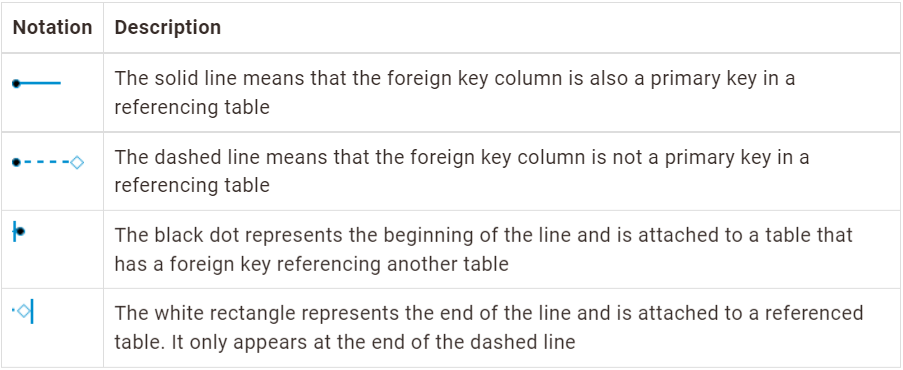 Notation Description
The solid line means that the foreign key column is also a primary key in a
referencing table
The dashed line means that the foreign key column is not a primary key in a
referencing table
The black dot represents the beginning of the line and is attached to a table that
has a foreign key referencing another table
The white rectangle represents the end of the line and is attached to a referenced
table. It only appears at the end of the dashed line